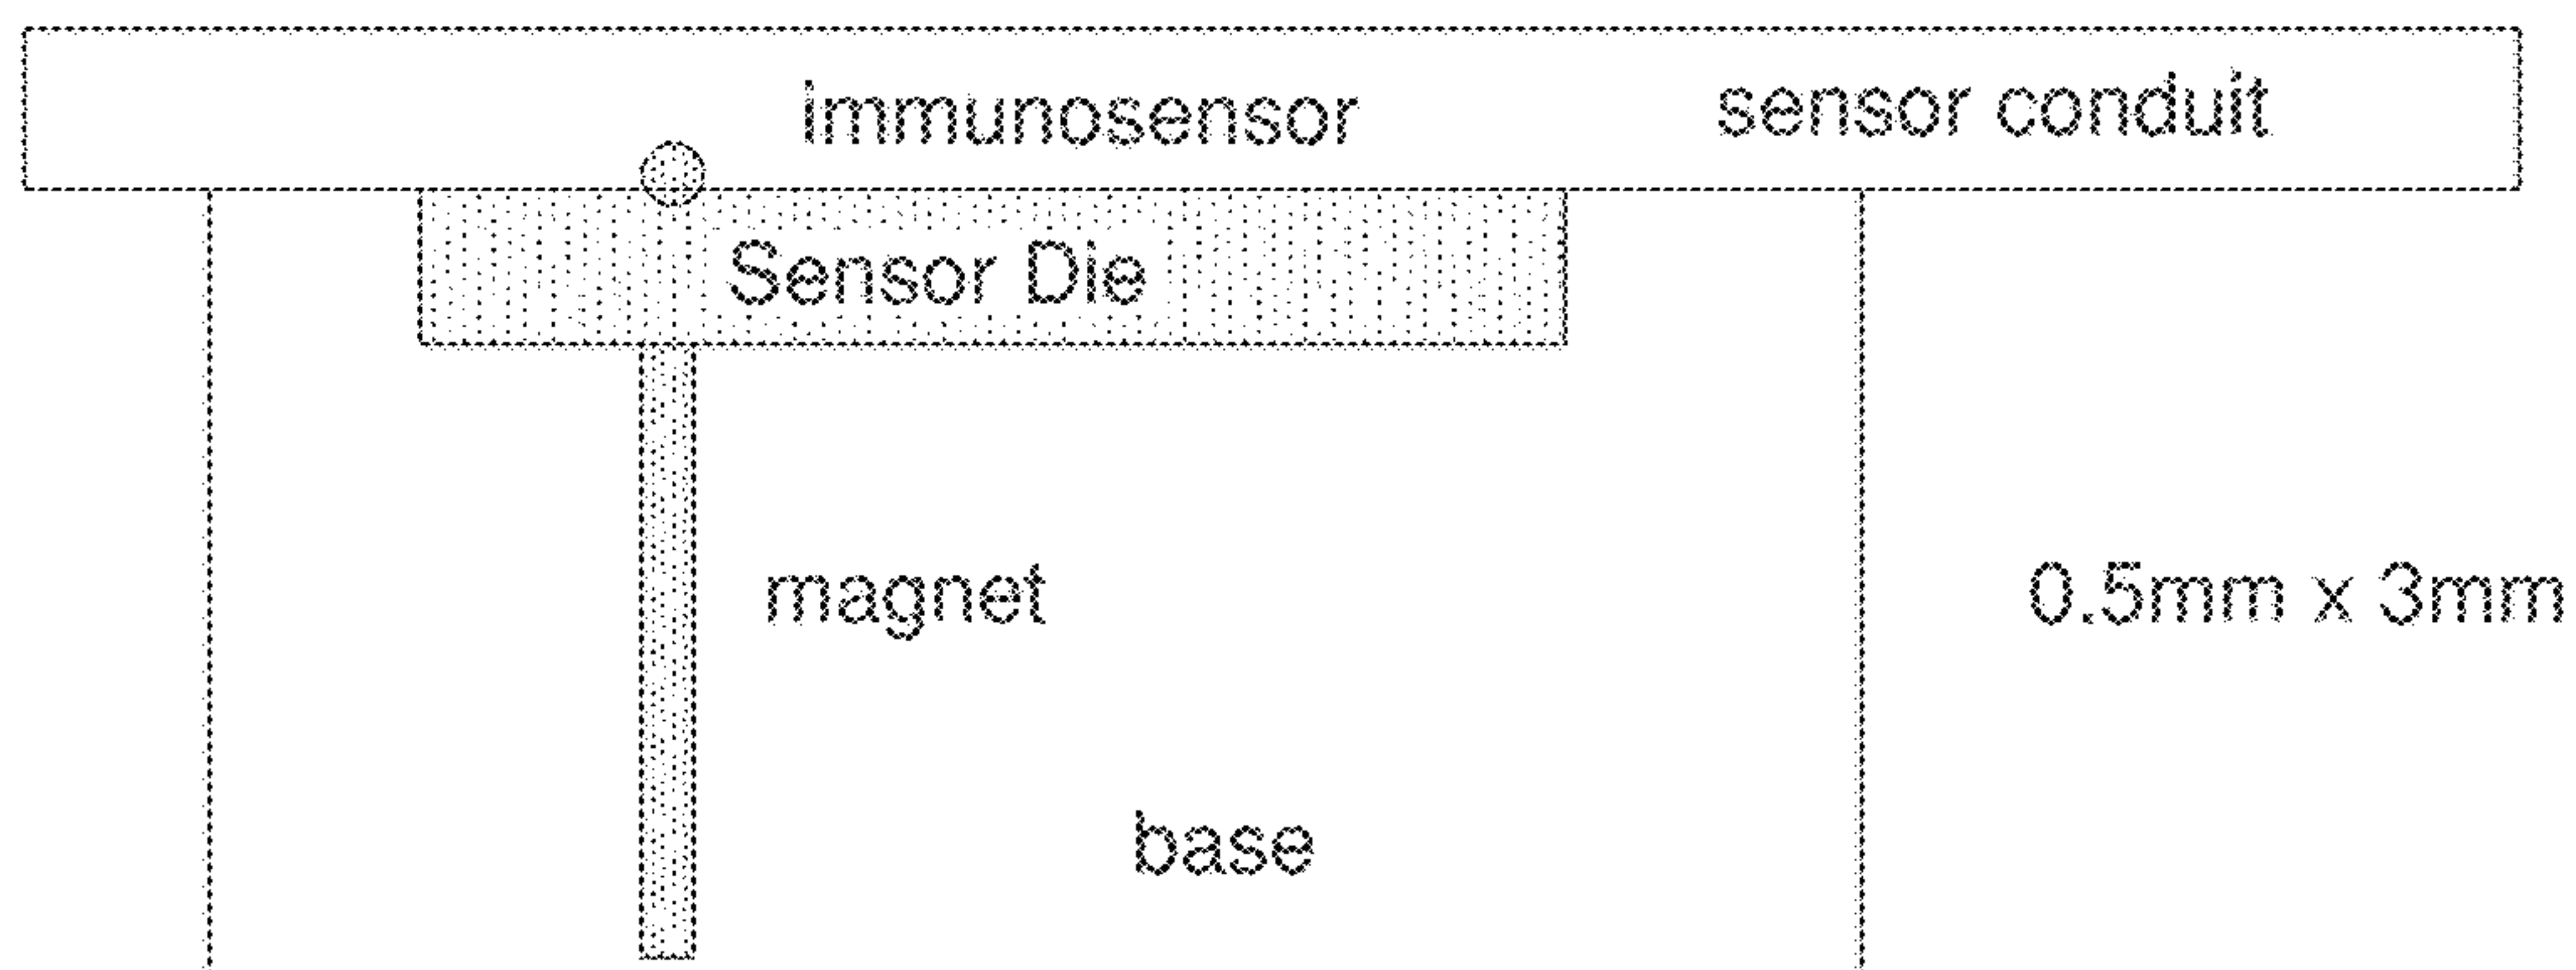 immunosensor
sensor conduit
Sensor Die
magnet
0.5mm x 3mm
base